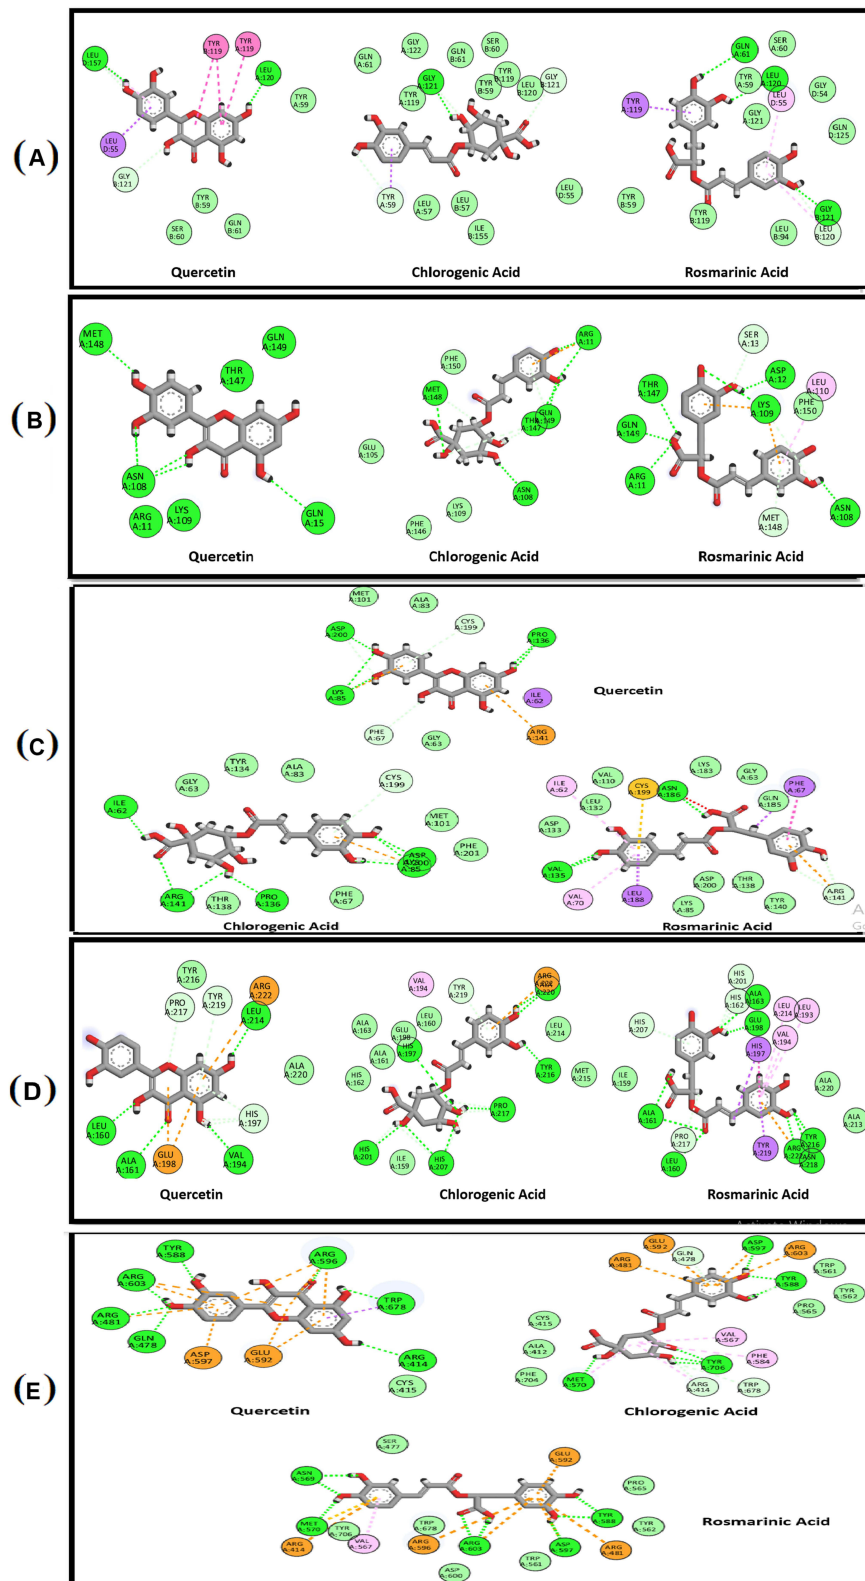 (A)
LEU
D:157
TYR
B:119
TYR
A:119
LEU
A:120
TYR
A:59
LEU
D:55
GLY
B:121
TYR
B:59
SER
B:60
GLN
A:61
Quercetin
GLN
A:61
GLY
A:122
GLN
B:61
SER
B:60
GLY
A:121
TYR
A:119
TYR
B:59
TYR
B:119
LEU
B:120
GLY
B:121
TYR
A:59
LEU
A:57
LEU
B:57
ILE
A:155
LEU
D:55
Chlorogenic Acid
GLN
A:61
SER
A:60
TYR
A:59
LEU
A:120
LEU
D:55
GLY
D:54
TYR
A:119
GLY
A:121
GLN
D:125
TYR
B:59
TYR
B:119
GLY
B:121
LEU
B:94
LEU
B:120
Rosmarinic Acid
(B)
MET
A:148
GLN
A:149
THR
A:147
ASN
A:108
ARG
A:11
LYS
A:109
GLN
A:15
Quercetin
ARG
A:11
PHE
A:150
MET
A:148
THR
A:147
GLN
A:149
GLU
A:105
ASN
A:108
LYS
A:109
PHE
A:146
Chlorogenic Acid
SER
A:13
THR
A:147
ASP
A:12
LEU
A:110
LYS
A:109
PHE
A:150
GLN
A:149
ARG
A:11
MET
A:148
ASN
A:108
Rosmarinic Acid
(C)
MET
A:101
ALA
A:83
CYS
A:199
ASP
A:200
PRO
A:136
LYS
A:85
ILE
A:62
PHE
A:67
GLY
A:63
ARG
A:141
Quercetin
GLY
A:63
TYR
A:134
ALA
A:83
CYS
A:199
ILE
A:62
MET
A:101
PHE
A:201
ASP
A:200
A:85
ARG
A:141
THR
A:138
PRO
A:136
PHE
A:67
Chlorogenic Acid
ILE
A:62
VAL
A:110
CYS
A:199
ASN
A:186
LYS
A:183
GLY
A:63
PHE
A:67
LEU
A:132
GLN
A:185
ASP
A:133
VAL
A:135
VAL
A:70
LEU
A:188
LYS
A:85
ASP
A:200
THR
A:138
TYR
A:140
ARG
A:141
Rosmarinic Acid
(D)
TYR
A:216
PRO
A:217
TYR
A:219
ARG
A:222
LEU
A:214
ALA
A:220
HIS
A:197
LEU
A:160
ALA
A:161
GLU
A:198
VAL
A:194
Quercetin
VAL
A:194
TYR
A:219
ARG
A:220
ALA
A:163
GLU
A:198
LEU
A:160
LEU
A:214
ALA
A:161
HIS
A:197
HIS
A:162
TYR
A:216
MET
A:215
PRO
A:217
HIS
A:201
ILE
A:159
HIS
A:207
Chlorogenic Acid
HIS
A:201
ALA
A:163
HIS
A:162
LEU
A:214
LEU
A:193
HIS
A:207
GLU
A:198
VAL
A:194
HIS
A:197
ILE
A:159
ALA
A:220
ALA
A:161
ALA
A:213
PRO
A:217
LEU
A:160
TYR
A:219
ARG
A:222
TYR
A:216
ASN
A:218
Rosmarinic Acid
(E)
TYR
A:588
ARG
A:596
ARG
A:603
TRP
A:678
ARG
A:481
GLN
A:478
ASP
A:597
GLU
A:592
ARG
A:414
CYS
A:415
Quercetin
GLU
A:592
GLN
A:478
ASP
A:597
ARG
A:603
ARG
A:481
TRP
A:561
TYR
A:588
TYR
A:562
PRO
A:565
CYS
A:415
VAL
A:567
ALA
A:412
PHE
A:584
TYR
A:706
PHE
A:704
MET
A:570
ARG
A:414
TRP
A:678
Chlorogenic Acid
SER
A:477
GLU
A:592
ASN
A:569
PRO
A:565
MET
A:570
TYR
A:706
TRP
A:678
TYR
A:588
TYR
A:562
ARG
A:414
VAL
A:567
ARG
A:596
ARG
A:603
ASP
A:597
ARG
A:481
ASP
A:600
TRP
A:561
Rosmarinic Acid